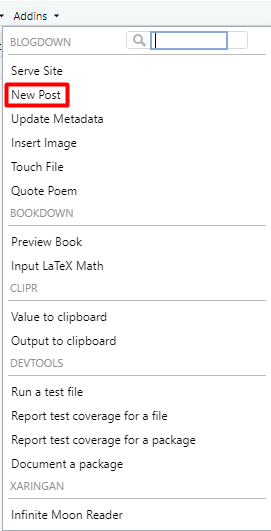 Addins
BLOGDOWN
Serve Site
New Post
Update Metadata
Insert Image
Touch File
Quote Poem
BOOKDOWN
Preview Book
Input LaTeX Math
CLIPR
Value to clipboard
Output to clipboard
DEVTOOLS
Run a test file
Report test coverage for a file
Report test coverage for a package
Document a package
XARINGAN
Infinite Moon Reader